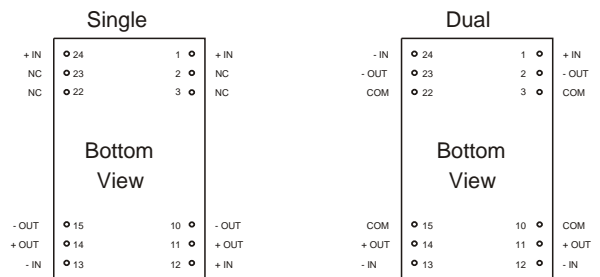 Single
+ IN 24 1 + IN
NC 23 2 NC
NC 22 3 NC
Bottom
View
- OUT 15 10 - OUT
+ OUT 14 11 + OUT
- IN 13 12 + IN
Dual
- IN 24 1 + IN
- OUT 23 2 - OUT
COM 22 3 COM
Bottom
View
COM 15 10 COM
+ OUT 14 11 + OUT
- IN 13 12 - IN